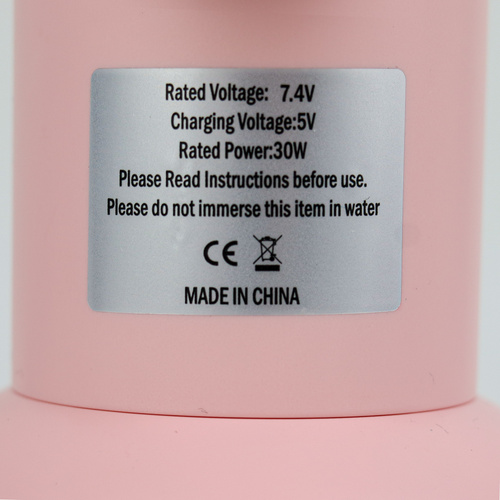 Rated Voltage: 7.4V
Charging Voltage:5V
Rated Power:30W
Please Read Instructions before use.
Please do not immerse this item in water
CE
MADE IN CHINA